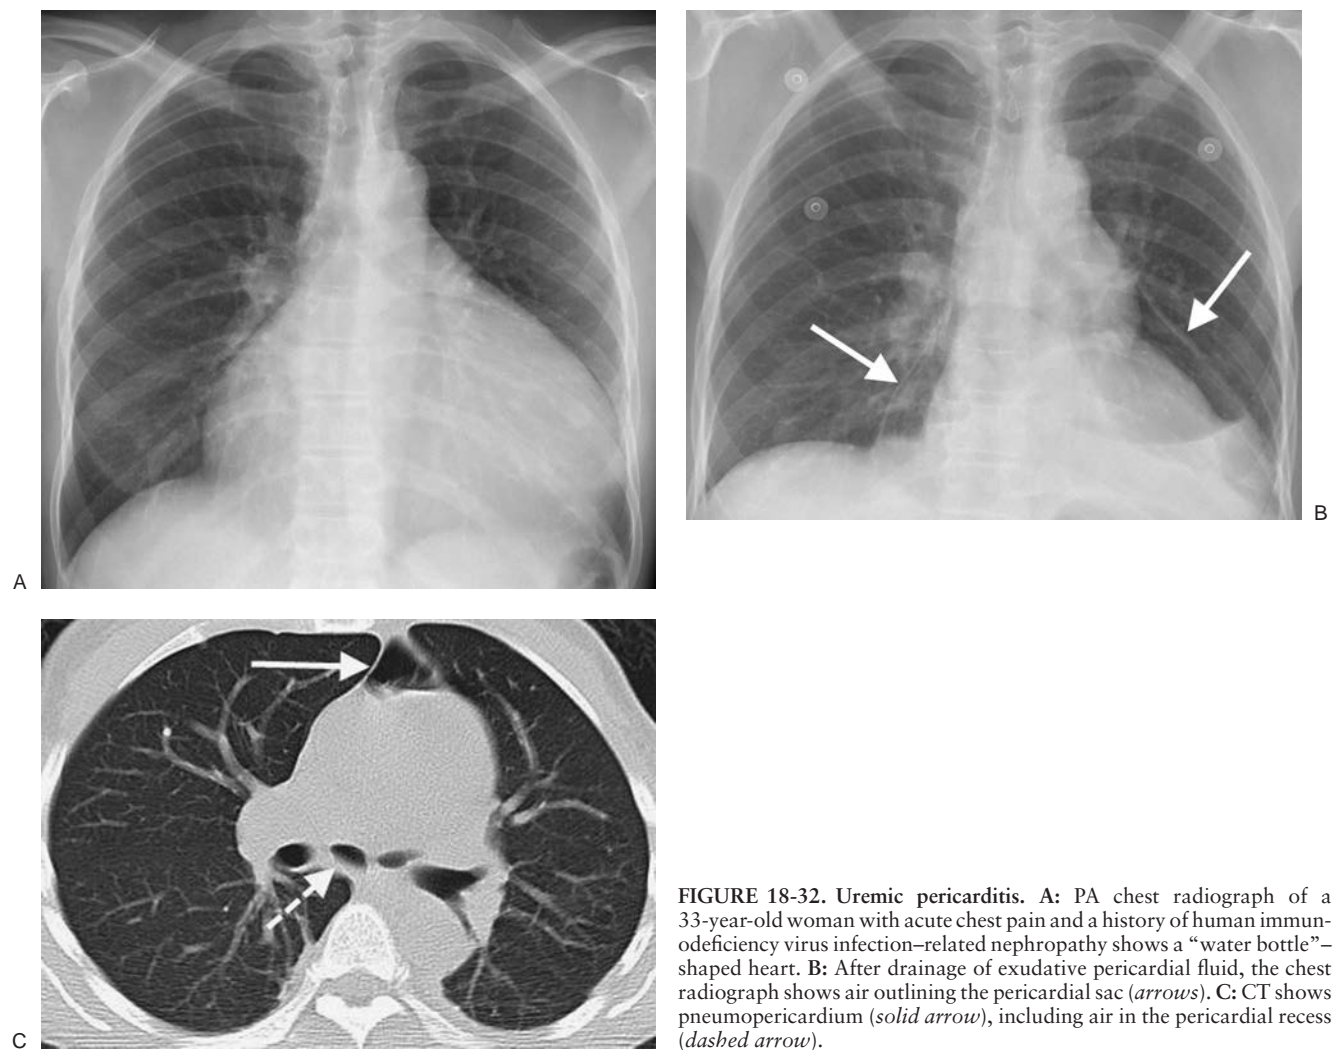 A
B
C
FIGURE 18-32. Uremic pericarditis. A: PA chest radiograph of a
33-year-old woman with acute chest pain and a history of human immun-
odeficiency virus infection–related nephropathy shows a “water bottle”–
shaped heart. B: After drainage of exudative pericardial fluid, the chest
radiograph shows air outlining the pericardial sac (arrows). C: CT shows
pneumopericardium (solid arrow), including air in the pericardial recess
(dashed arrow).